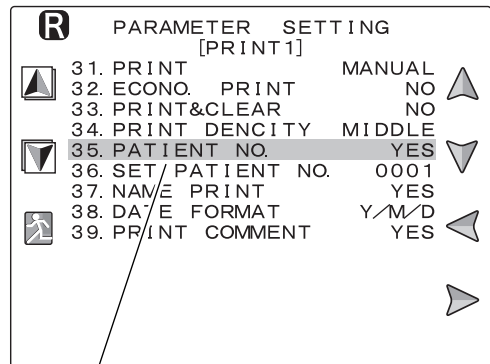 R PARAMETER SETTING
[PRINT1]
31. PRINT MANUAL
32. ECONO. PRINT NO
33. PRINT&CLEAR NO
34. PRINT DENCITY MIDDLE
35. PATIENT NO. YES
36. SET PATIENT NO. 0001
37. NAME PRINT YES
38. DATE FORMAT Y/M/D
39. PRINT COMMENT YES